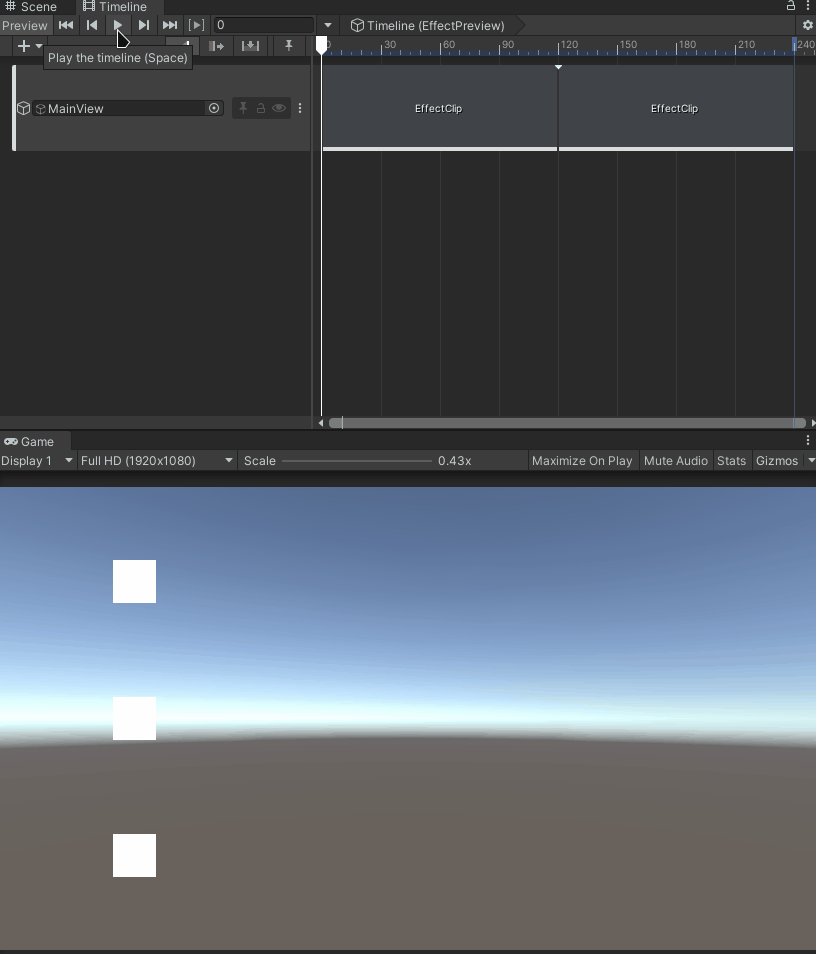 Scene Timeline
Preview 0 Timeline (EffectPreview)
0 30 60 90 120 150 180 210 240
Play the timeline (Space)
MainView EffectClip EffectClip
Game
Display 1 Full HD (1920x1080) Scale 0.43x Maximize On Play Mute Audio Stats Gizmos